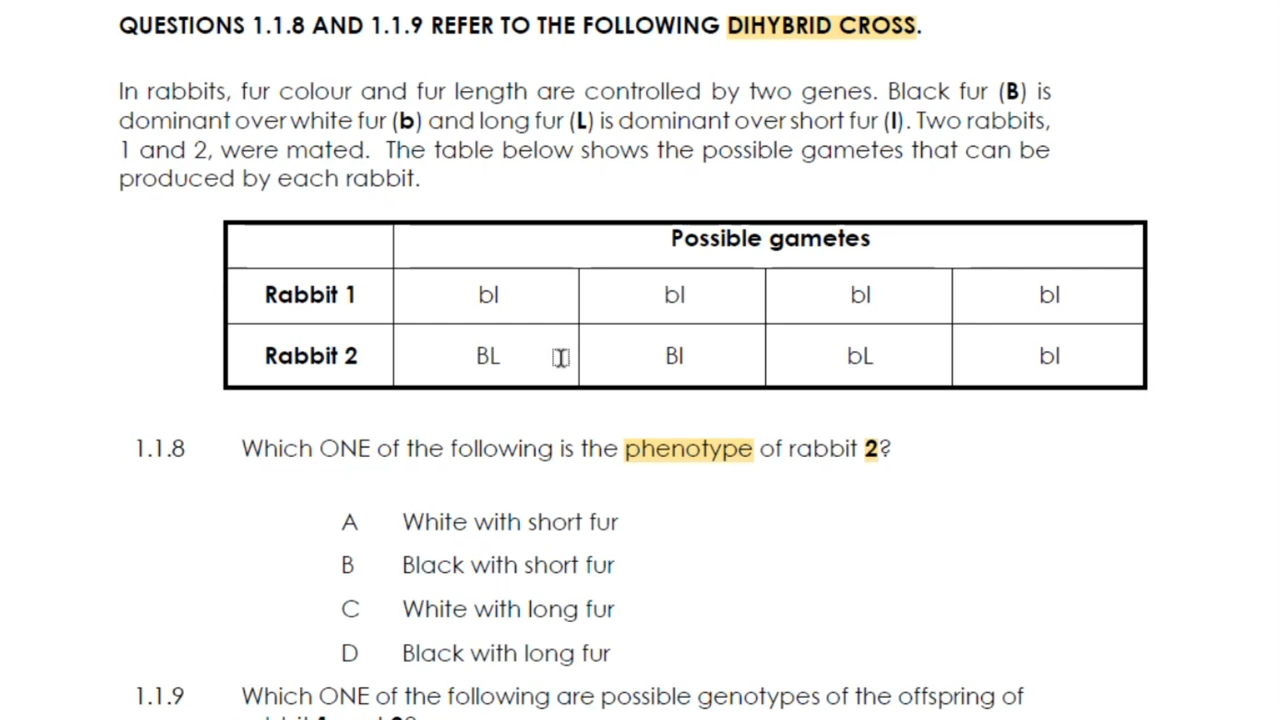 QUESTIONS 1.1.8 AND 1.1.9 REFER TO THE FOLLOWING DIHYBRID CROSS.
In rabbits, fur colour and fur length are controlled by two genes. Black fur (B) is
dominant over white fur (b) and long fur (L) is dominant over short fur (l). Two rabbits,
1 and 2, were mated. The table below shows the possible gametes that can be
produced by each rabbit.
Possible gametes
Rabbit 1 bl bl bl bl
Rabbit 2 BL Bl bL bl
1.1.8 Which ONE of the following is the phenotype of rabbit 2?
A White with short fur
B Black with short fur
C White with long fur
D Black with long fur
1.1.9 Which ONE of the following are possible genotypes of the offspring of